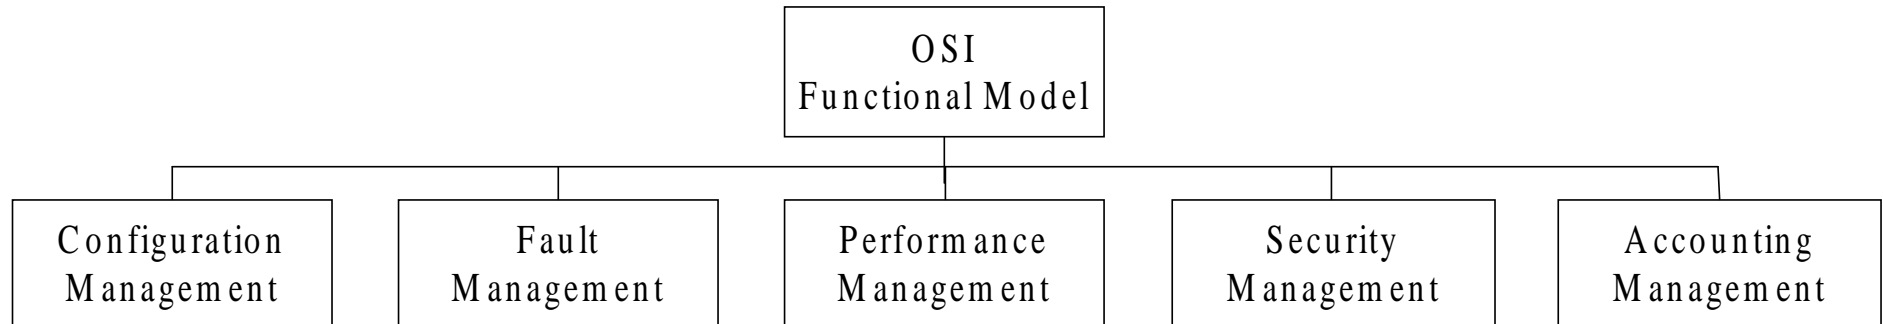 OSI
Functional Model
Configuration
Management
Fault
Management
Performance
Management
Security
Management
Accounting
Management